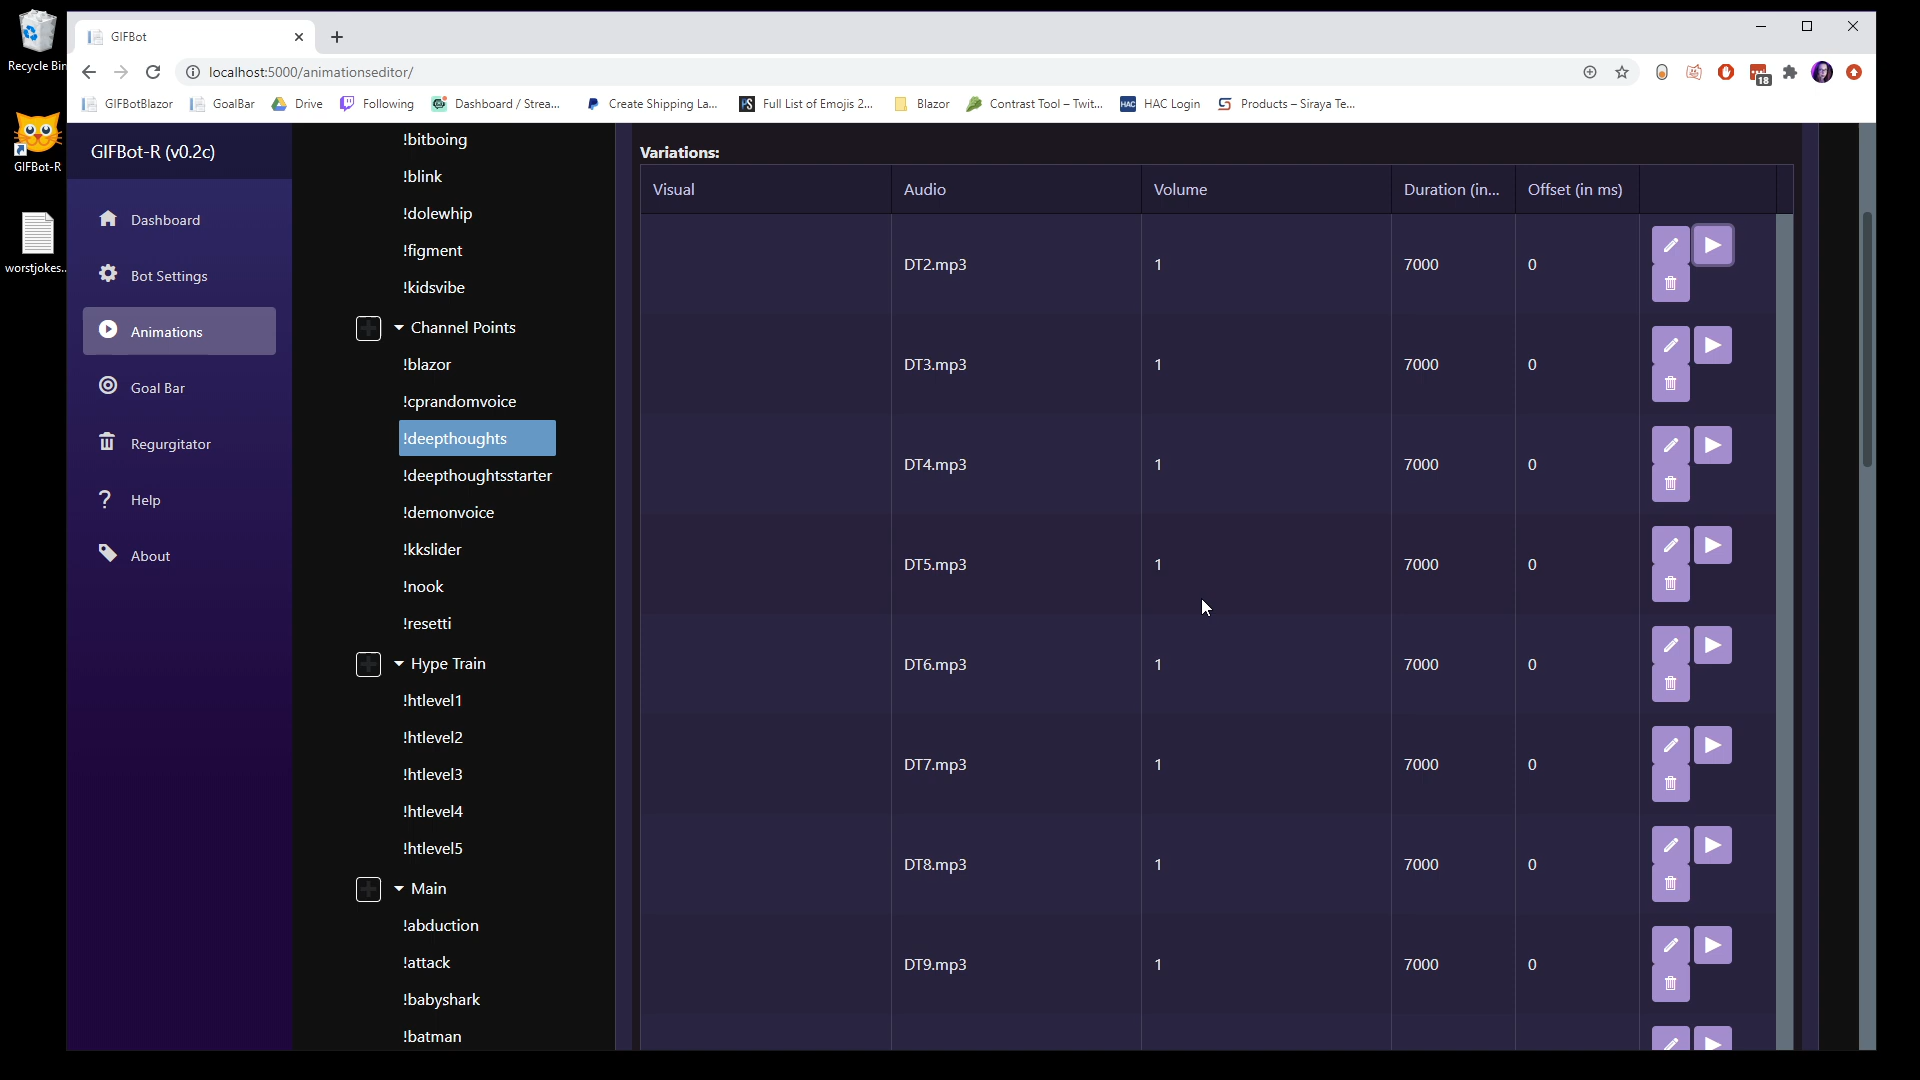 Recycle Bin
GIFBot-R
worstjokes..
GIFBot
localhost:5000/animationseditor/
18
GIFBotBlazor
GoalBar
Drive
Following
Dashboard / Strea...
Create Shipping La...
Full List of Emojis 2...
Blazor
Contrast Tool – Twit...
HAC
HAC Login
Products – Siraya Te...
GIFBot-R (v0.2c)
Dashboard
Bot Settings
Animations
Goal Bar
Regurgitator
Help
About
!bitboing
!blink
!dolewhip
!figment
!kidsvibe
Channel Points
!blazor
!cprandomvoice
!deepthoughts
!deepthoughtsstarter
!demonvoice
!kkslider
!nook
!resetti
Hype Train
!htlevel1
!htlevel2
!htlevel3
!htlevel4
!htlevel5
Main
!abduction
!attack
!babyshark
!batman
Variations:
Visual Audio Volume Duration (in... Offset (in ms)
DT2.mp3 1 7000 0
DT3.mp3 1 7000 0
DT4.mp3 1 7000 0
DT5.mp3 1 7000 0
DT6.mp3 1 7000 0
DT7.mp3 1 7000 0
DT8.mp3 1 7000 0
DT9.mp3 1 7000 0